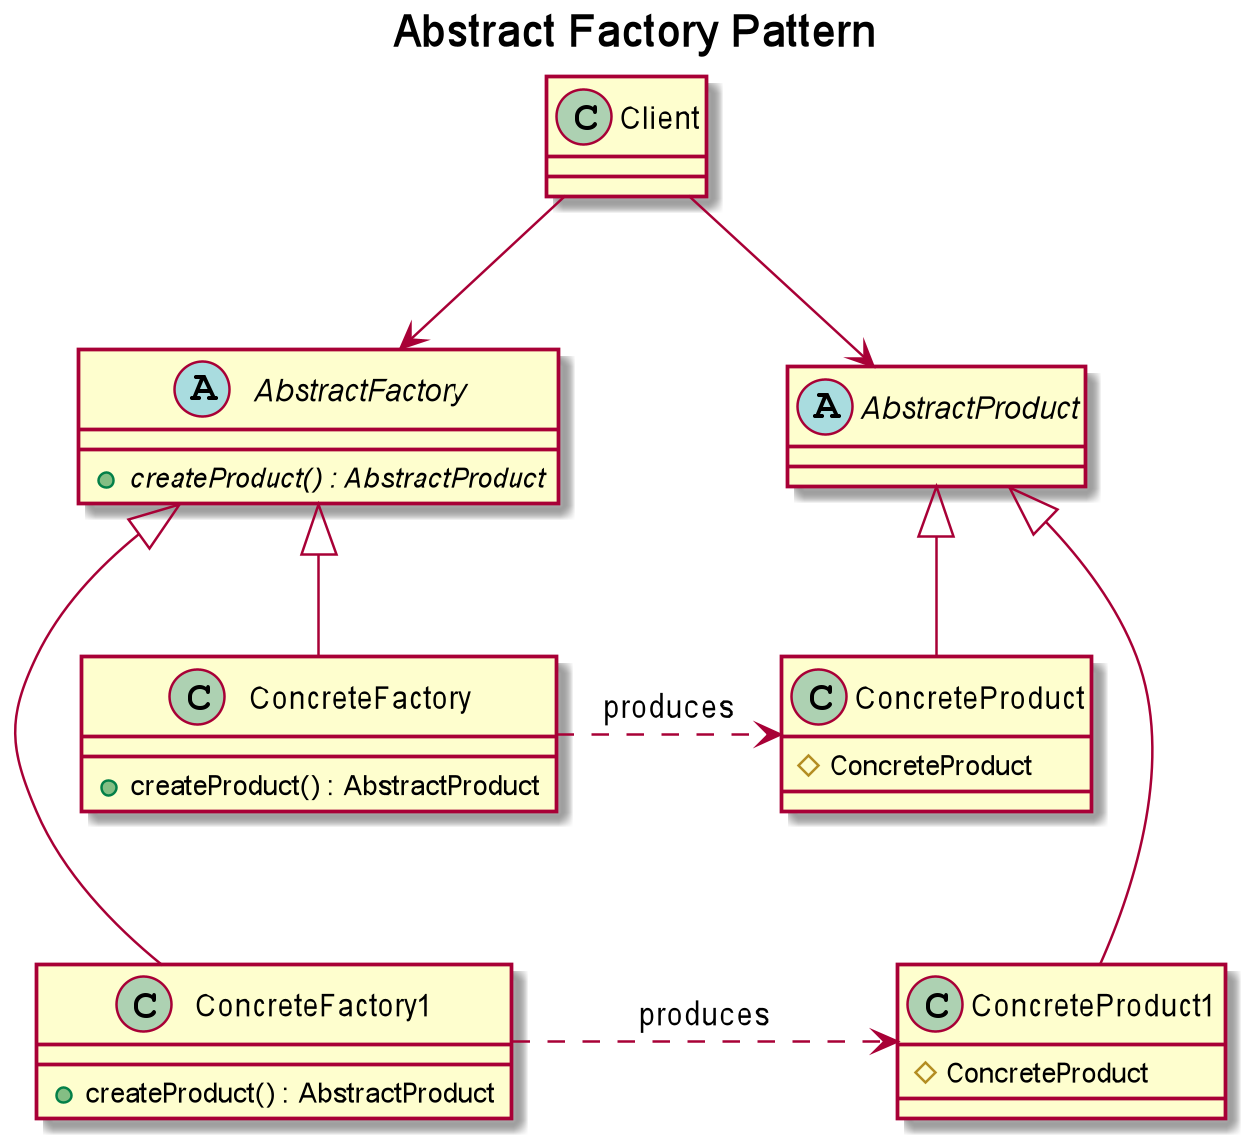 Abstract Factory Pattern
C Client
A AbstractFactory
createProduct() : AbstractProduct
A AbstractProduct
C ConcreteFactory
createProduct() : AbstractProduct
produces
C ConcreteProduct
ConcreteProduct
C ConcreteFactory1
createProduct() : AbstractProduct
produces
C ConcreteProduct1
ConcreteProduct